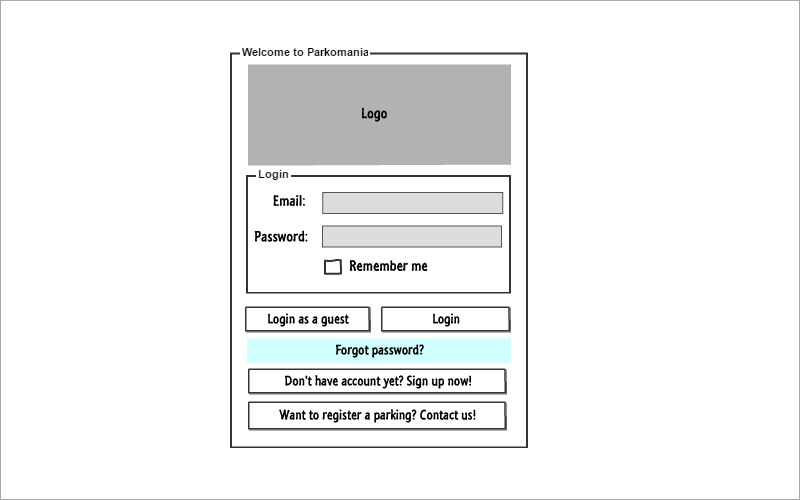 Welcome to Parkomania
Logo
Login
Email:
Password:
Remember me
Login as a guest
Login
Forgot password?
Don't have account yet? Sign up now!
Want to register a parking? Contact us!